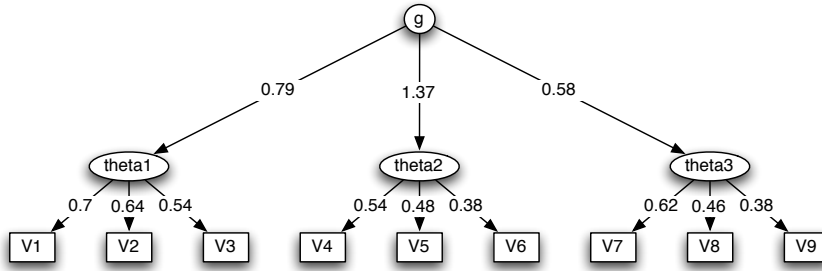 g
0.79 1.37 0.58
theta1 theta2 theta3
0.7 0.64 0.54 0.54 0.48 0.38 0.62 0.46 0.38
V1 V2 V3 V4 V5 V6 V7 V8 V9